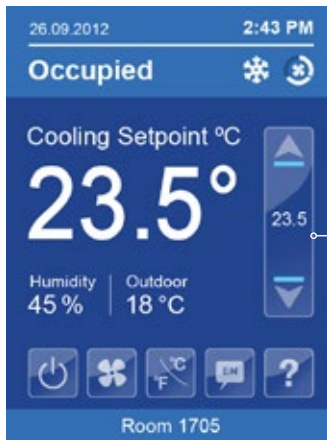 26.09.2012 2:43 PM
Occupied
Cooling Setpoint ºC
23.5°
23.5
Humidity Outdoor
45 % 18 °C
°F °C
EN
?
Room 1705